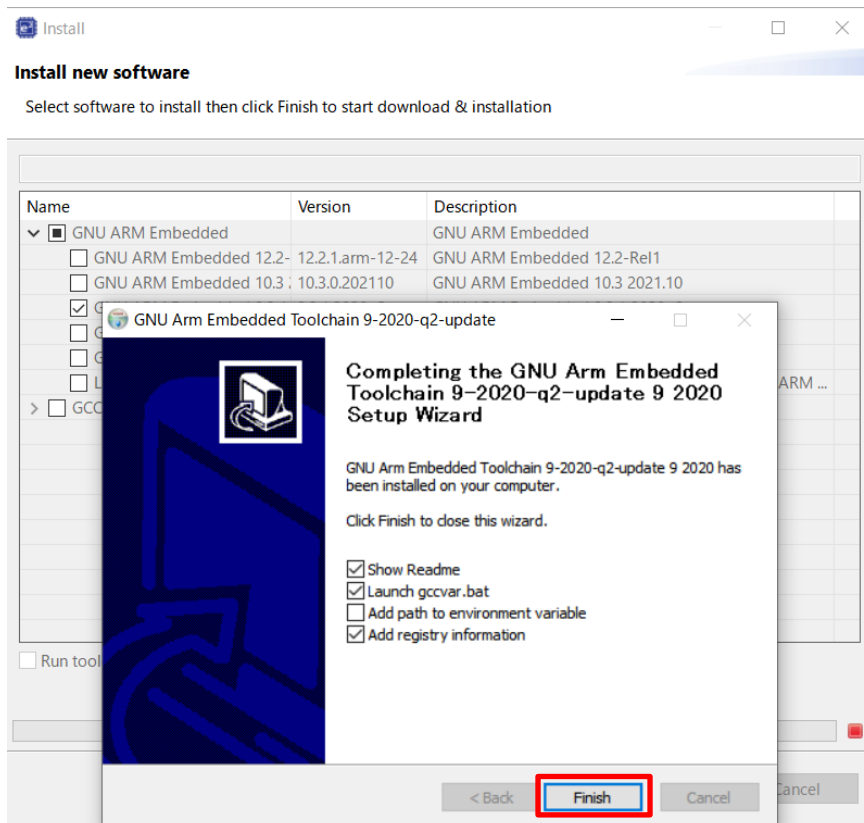 Install
Install new software
Select software to install then click Finish to start download & installation
Name Version Description
GNU ARM Embedded GNU ARM Embedded
GNU ARM Embedded 12.2- 12.2.1.arm-12-24 GNU ARM Embedded 12.2-Rel1
GNU ARM Embedded 10.3 10.3.0.202110 GNU ARM Embedded 10.3 2021.10
GNU Arm Embedded Toolchain 9-2020-q2-update
Completing the GNU Arm Embedded
Toolchain 9-2020-q2-update 9 2020
Setup Wizard
ARM ...
GCC
GNU Arm Embedded Toolchain 9-2020-q2-update 9 2020 has
been installed on your computer.
Click Finish to close this wizard.
Show Readme
Launch gccvar.bat
Add path to environment variable
Add registry information
Run tool
< Back Finish Cancel
Cancel